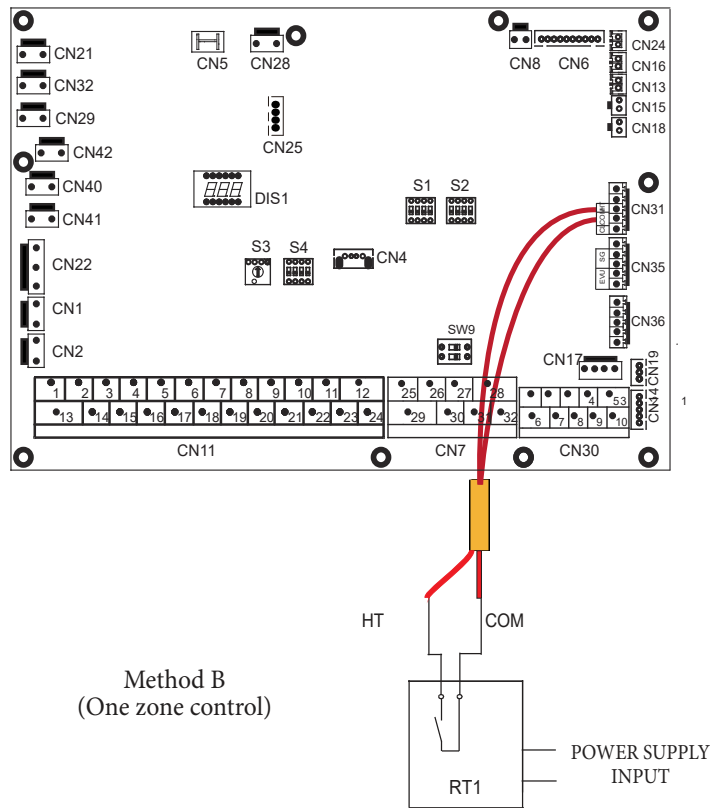 CN21
CN5
CN28
CN8
CN6
CN24
CN32
CN16
CN13
CN29
CN15
CN18
CN42
CN25
CN40
DIS1
S1
S2
CN41
CN31
CN22
S3
S4
CN4
SG
EVU
CN35
CN1
CN36
SW9
CN2
CN17
CN19
1 2 3 4 5 6 7 8 9 10 11 12
25 26 27 28
4 53
1
13 14 15 16 17 18 19 20 21 22 23 24
29 30 31 32
6 7 8 9 10
CN11
CN7
CN30
HT
COM
Method B
(One zone control)
POWER SUPPLY
INPUT
RT1